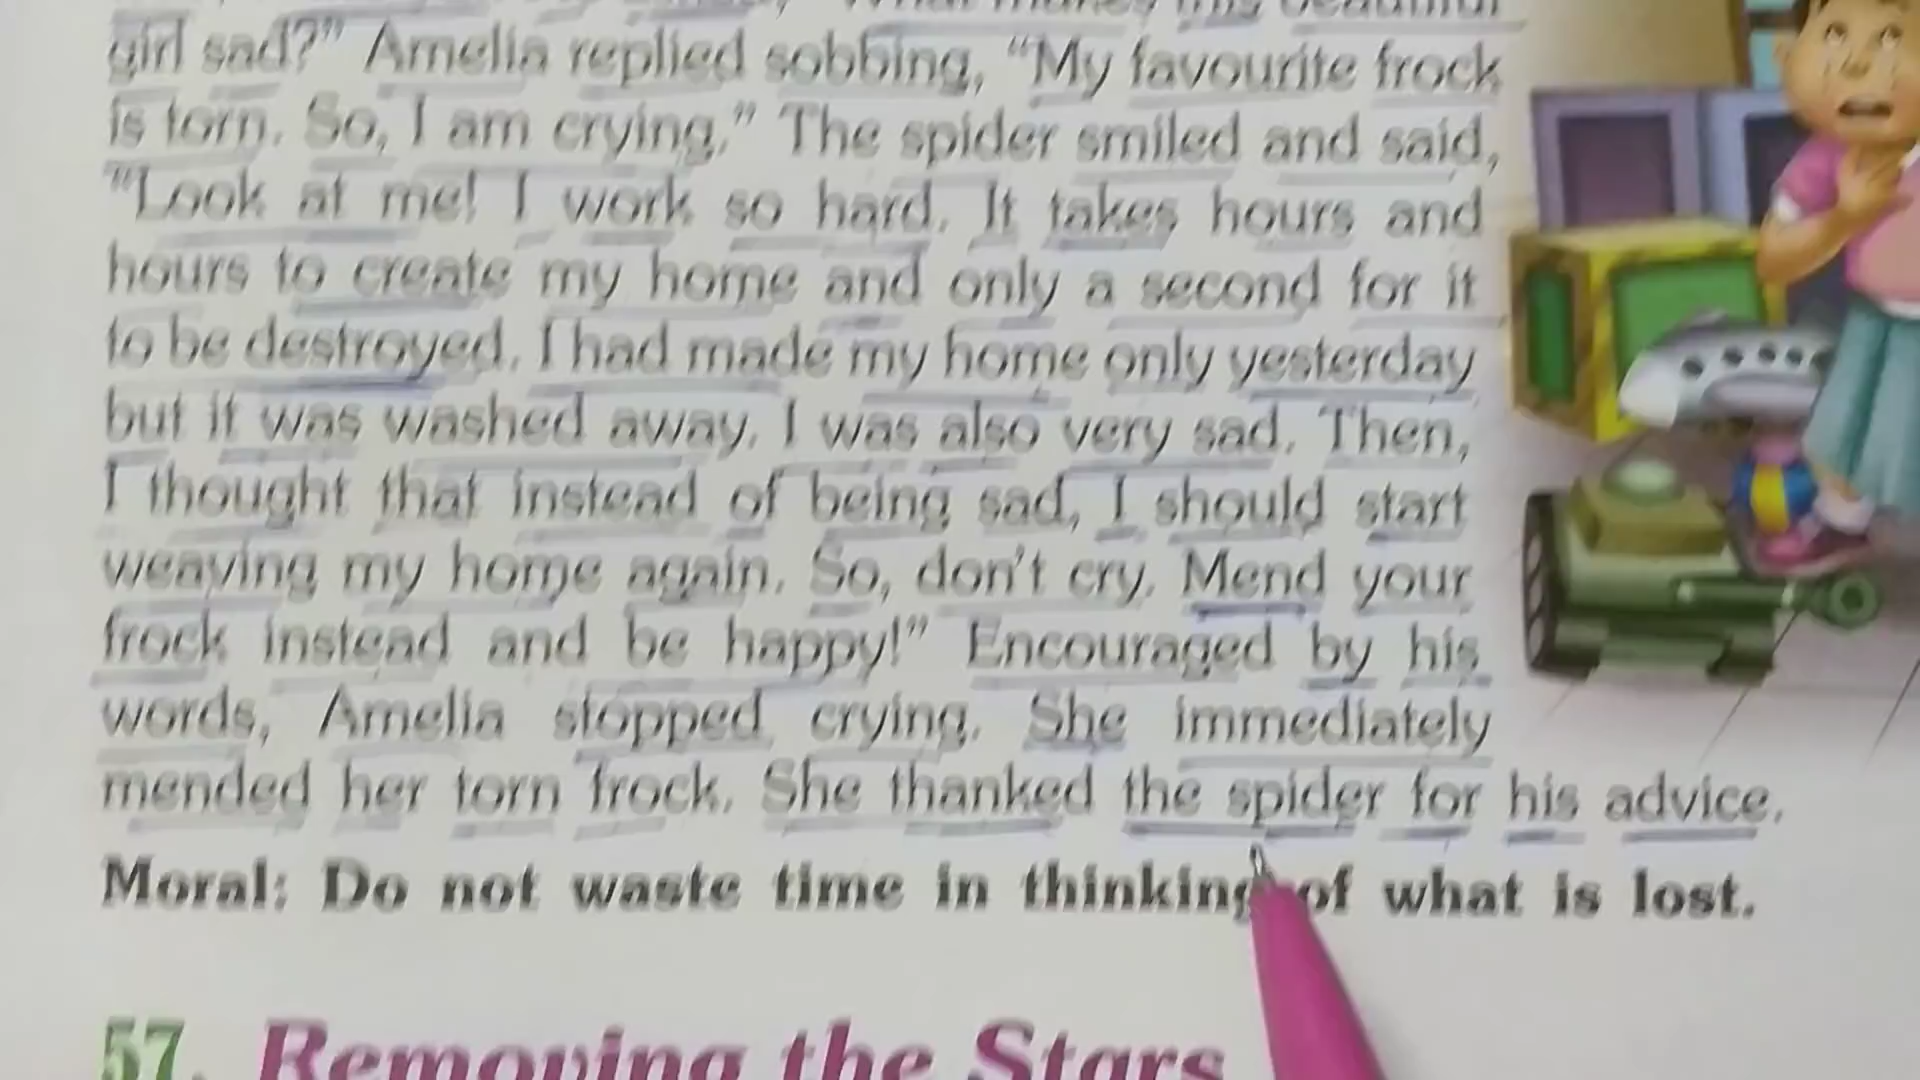 "What makes this beautiful
girl sad?" Amelia replied sobbing, "My favourite frock
is torn. So, I am crying." The spider smiled and said,
"Look at me! I work so hard. It takes hours and
hours to create my home and only a second for it
to be destroyed. I had made my home only yesterday
but it was washed away. I was also very sad. Then,
I thought that instead of being sad, I should start
weaving my home again. So, don't cry. Mend your
frock instead and be happy!" Encouraged by his
words, Amelia stopped crying. She immediately
mended her torn frock. She thanked the spider for his advice.
Moral: Do not waste time in thinking of what is lost.
57. Removing the Stars